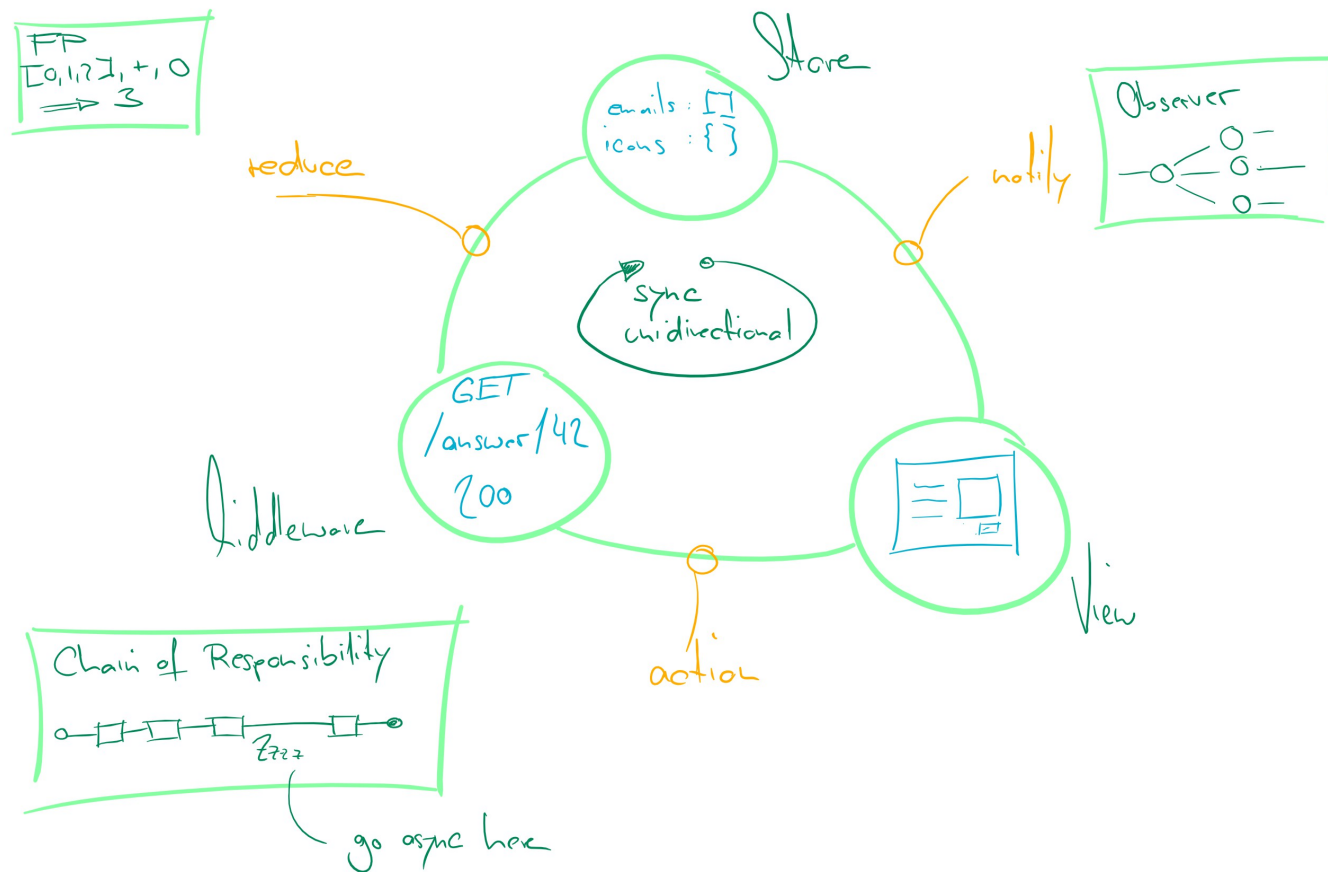 FP
[0,1,2], +, 0
⟹ 3
Store
emails : []
icons : { }
Observer
reduce
notify
sync
unidirectional
GET
/answer/42
200
Middleware
View
action
Chain of Responsibility
Zzzz
go async here